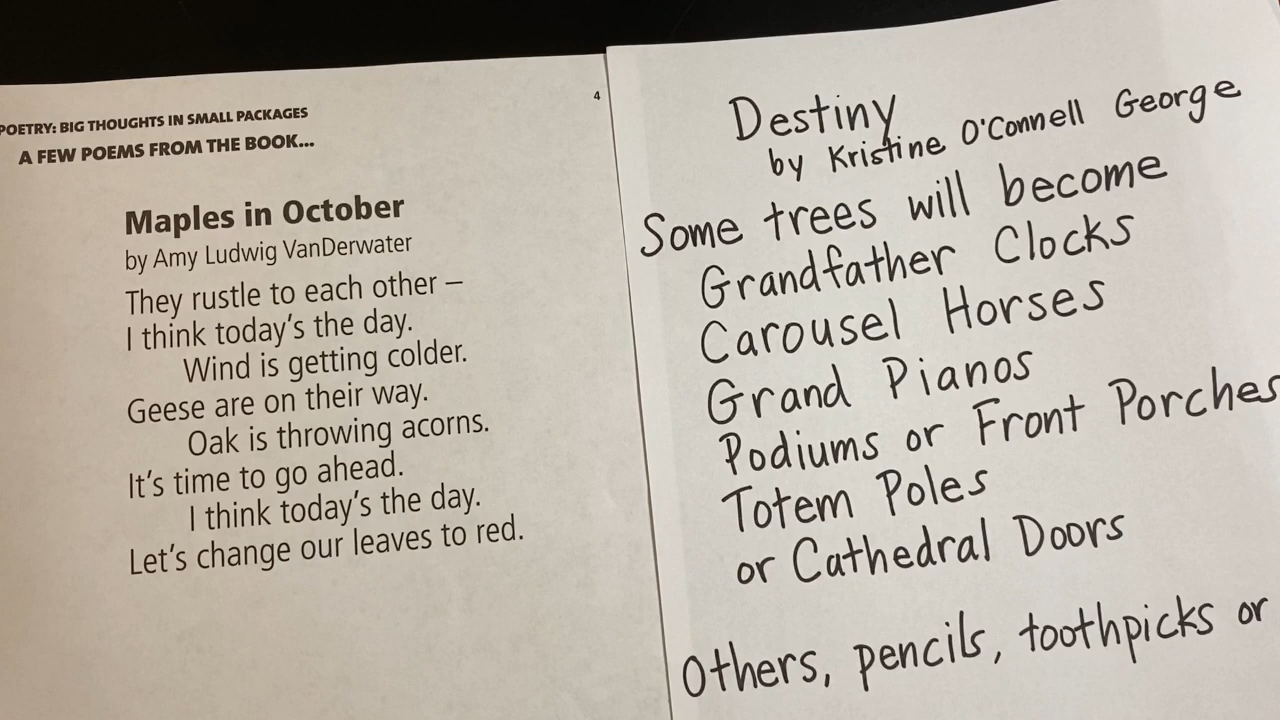 POETRY: BIG THOUGHTS IN SMALL PACKAGES
A FEW POEMS FROM THE BOOK...
4
Maples in October
by Amy Ludwig VanDerwater
They rustle to each other –
I think today's the day.
Wind is getting colder.
Geese are on their way.
Oak is throwing acorns.
It's time to go ahead.
I think today's the day.
Let's change our leaves to red.
Destiny
by Kristine O'Connell George
Some trees will become
Grandfather Clocks
Carousel Horses
Grand Pianos
Podiums or Front Porches
Totem Poles
or Cathedral Doors
Others, pencils, toothpicks or